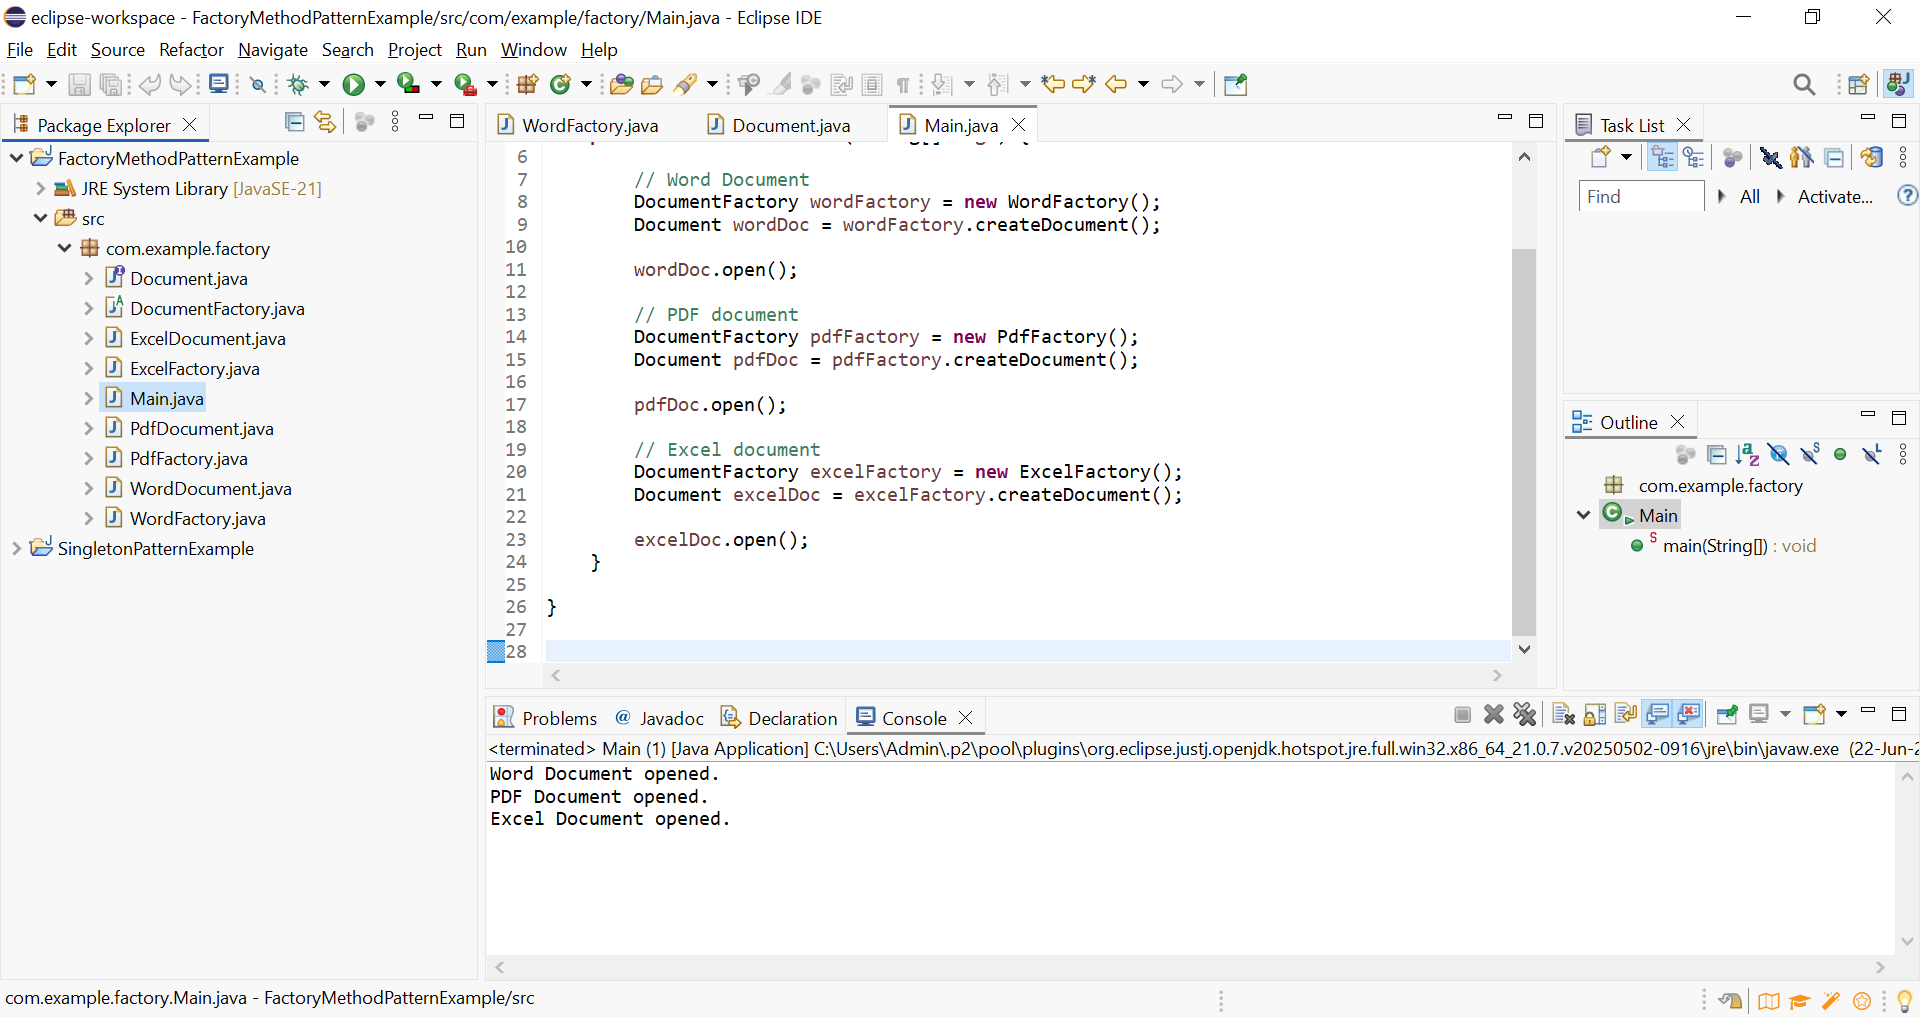 eclipse-workspace - FactoryMethodPatternExample/src/com/example/factory/Main.java - Eclipse IDE
File Edit Source Refactor Navigate Search Project Run Window Help
Package Explorer
FactoryMethodPatternExample
JRE System Library [JavaSE-21]
src
com.example.factory
Document.java
DocumentFactory.java
ExcelDocument.java
ExcelFactory.java
Main.java
PdfDocument.java
PdfFactory.java
WordDocument.java
WordFactory.java
SingletonPatternExample
WordFactory.java Document.java Main.java
6
7 // Word Document
8 DocumentFactory wordFactory = new WordFactory();
9 Document wordDoc = wordFactory.createDocument();
10
11 wordDoc.open();
12
13 // PDF document
14 DocumentFactory pdfFactory = new PdfFactory();
15 Document pdfDoc = pdfFactory.createDocument();
16
17 pdfDoc.open();
18
19 // Excel document
20 DocumentFactory excelFactory = new ExcelFactory();
21 Document excelDoc = excelFactory.createDocument();
22
23 excelDoc.open();
24 }
25
26 }
27
28
Task List
Find All Activate...
Outline
com.example.factory
Main
main(String[]) : void
Problems Javadoc Declaration Console
<terminated> Main (1) [Java Application] C:\Users\Admin\.p2\pool\plugins\org.eclipse.justj.openjdk.hotspot.jre.full.win32.x86_64_21.0.7.v20250502-0916\jre\bin\javaw.exe (22-Jun-2
Word Document opened.
PDF Document opened.
Excel Document opened.
com.example.factory.Main.java - FactoryMethodPatternExample/src